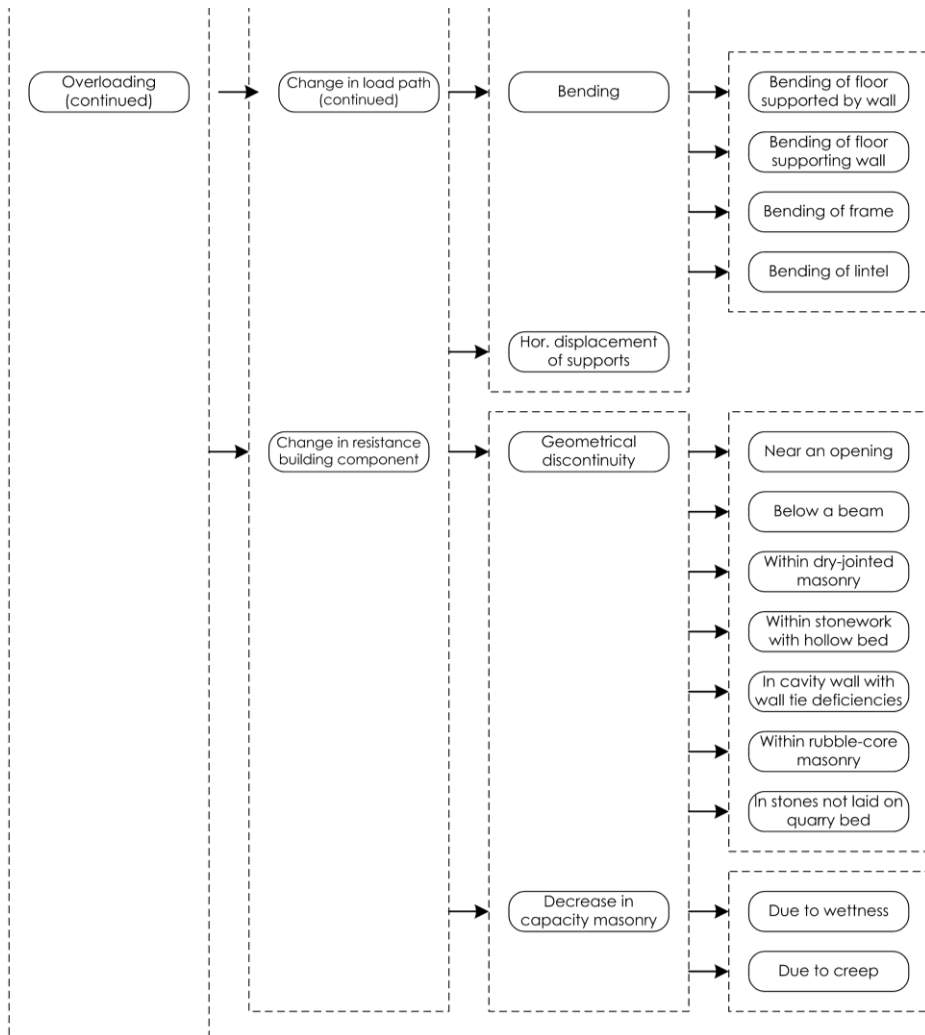 Overloading
(continued)
Change in load path
(continued)
Bending
Bending of floor
supported by wall
Bending of floor
supporting wall
Bending of frame
Bending of lintel
Hor. displacement
of supports
Change in resistance
building component
Geometrical
discontinuity
Near an opening
Below a beam
Within dry-jointed
masonry
Within stonework
with hollow bed
In cavity wall with
wall tie deficiencies
Within rubble-core
masonry
In stones not laid on
quarry bed
Decrease in
capacity masonry
Due to wettness
Due to creep